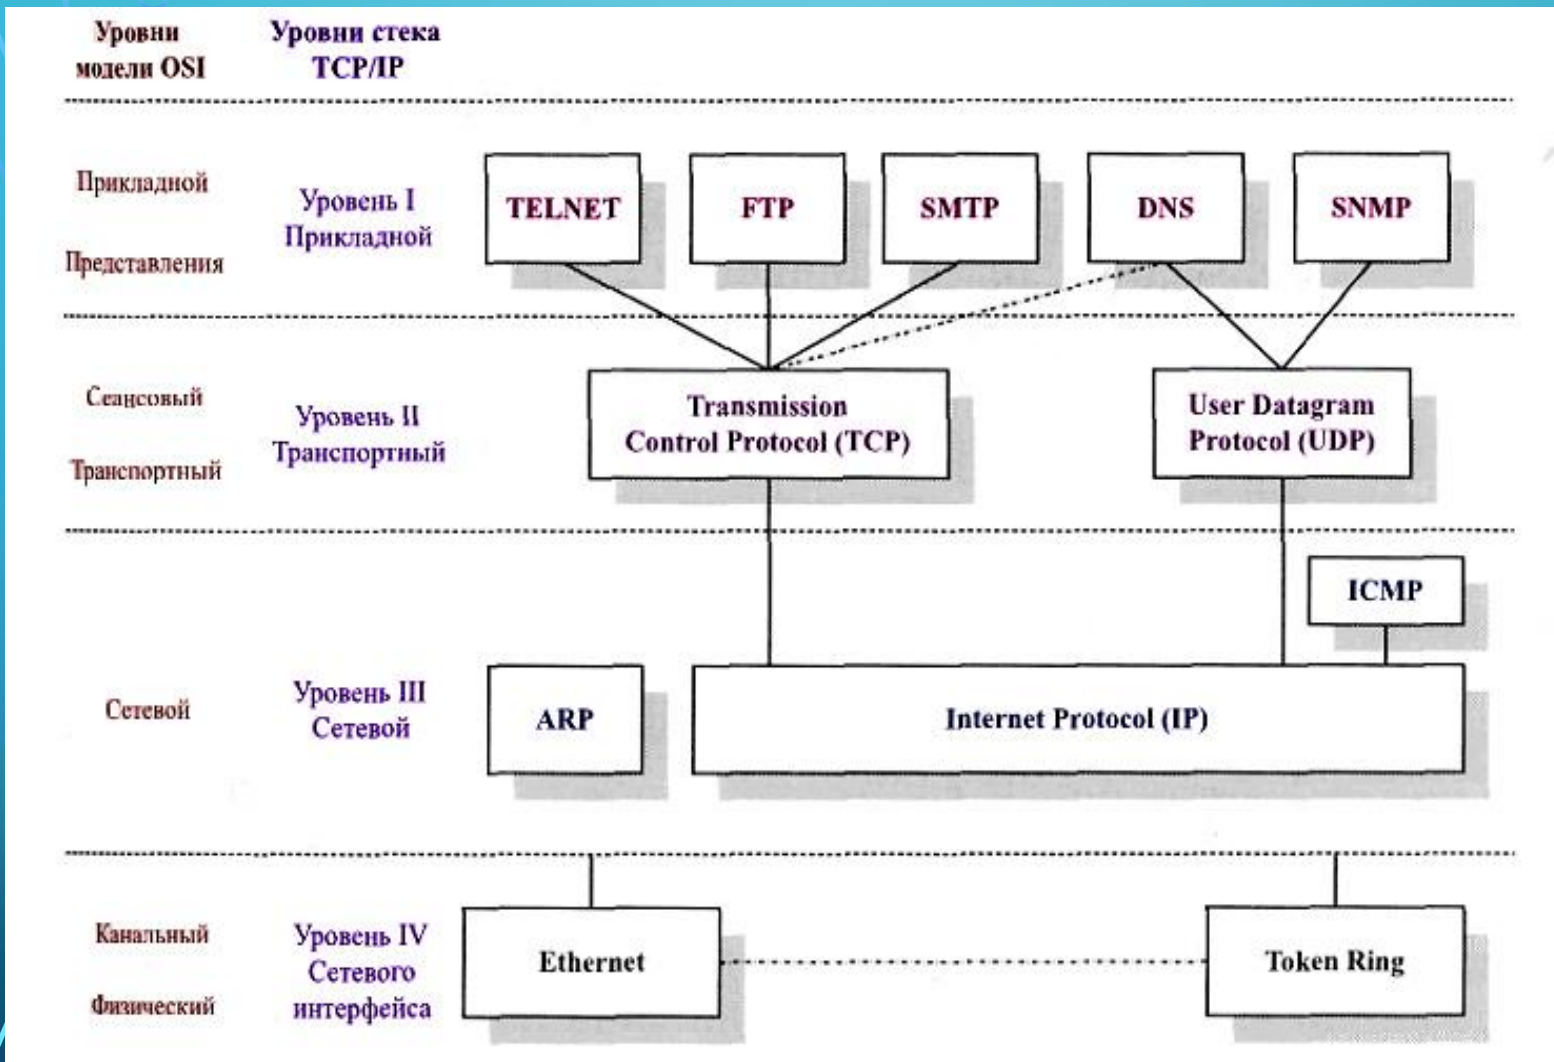 Уровни
модели OSI
Уровни стека
TCP/IP
Прикладной
Представления
Уровень I
Прикладной
TELNET
FTP
SMTP
DNS
SNMP
Сеансовый
Транспортный
Уровень II
Транспортный
Transmission
Control Protocol (TCP)
User Datagram
Protocol (UDP)
Сетевой
Уровень III
Сетевой
ICMP
ARP
Internet Protocol (IP)
Канальный
Физический
Уровень IV
Сетевого
интерфейса
Ethernet
Token Ring